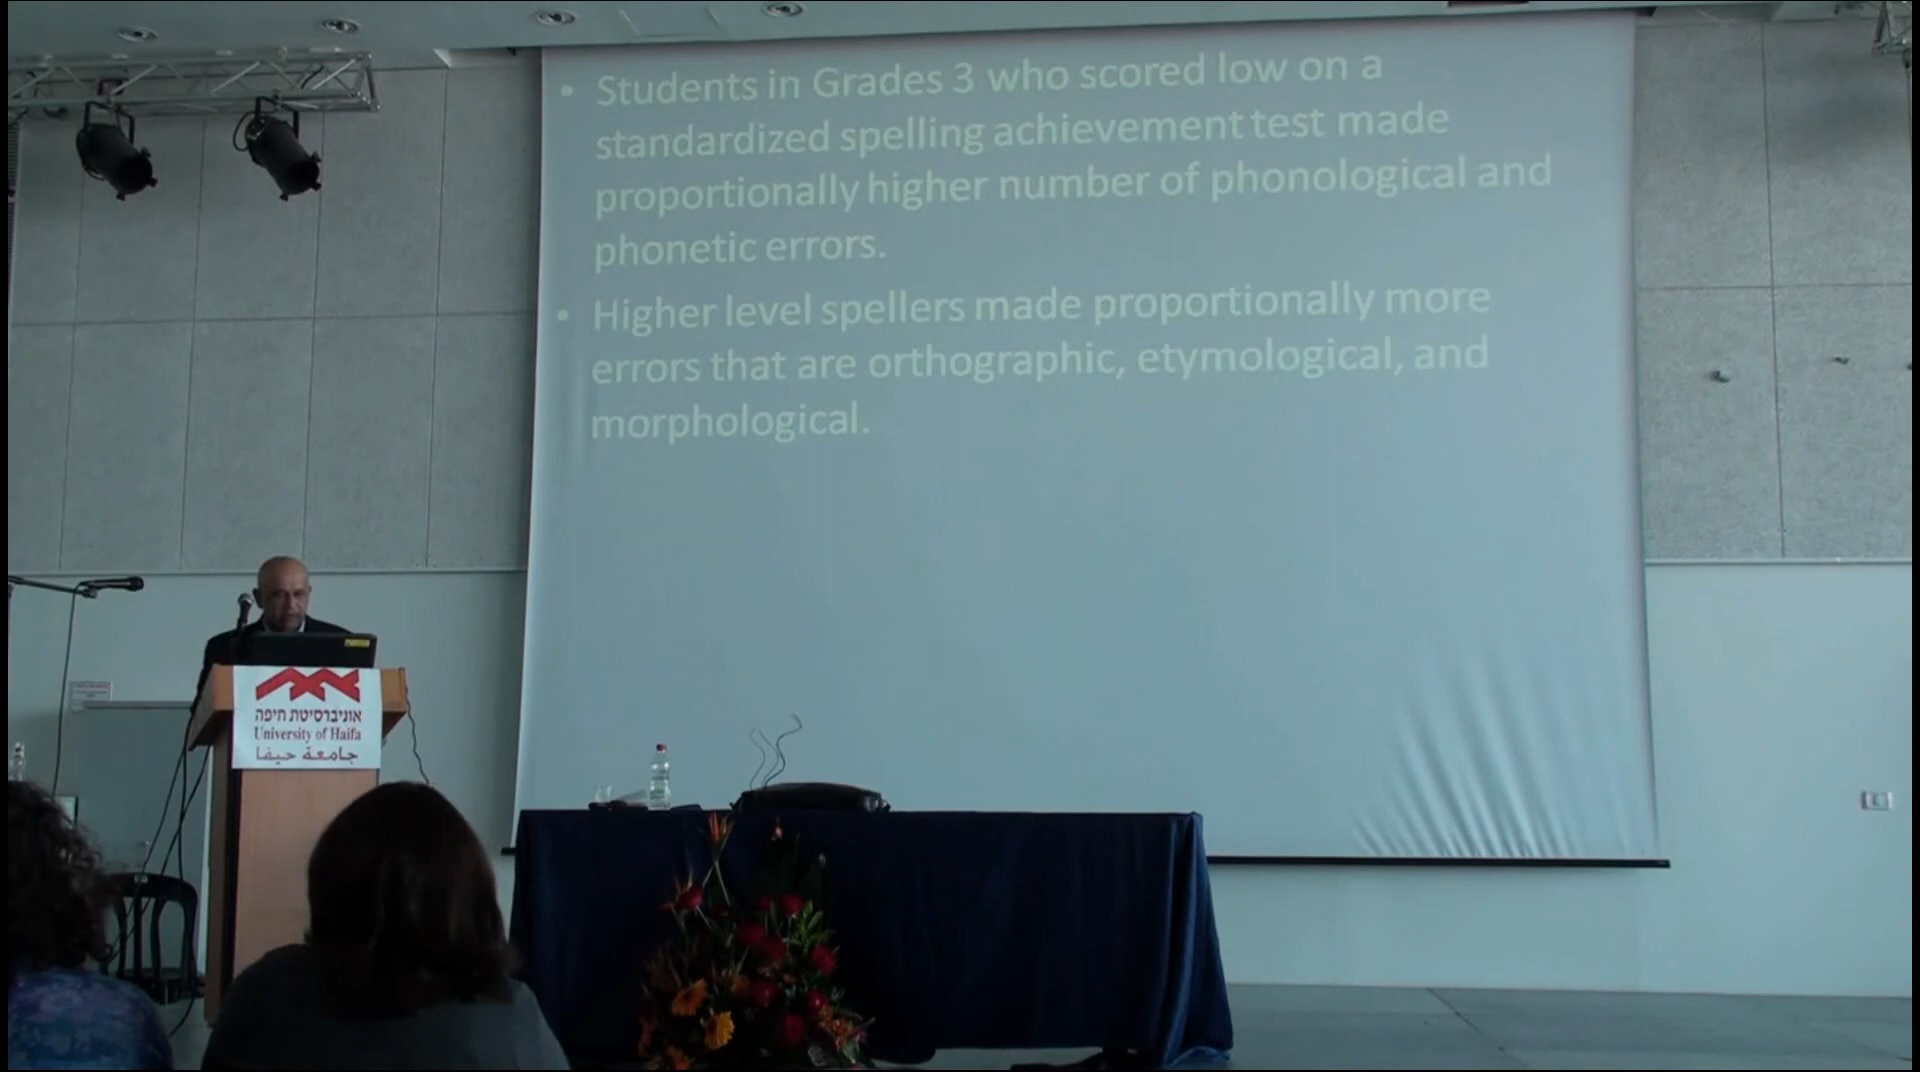 • Students in Grades 3 who scored low on a
standardized spelling achievement test made
proportionally higher number of phonological and
phonetic errors.
• Higher level spellers made proportionally more
errors that are orthographic, etymological, and
morphological.
אוניברסיטת חיפה
University of Haifa
جامعة حيفا